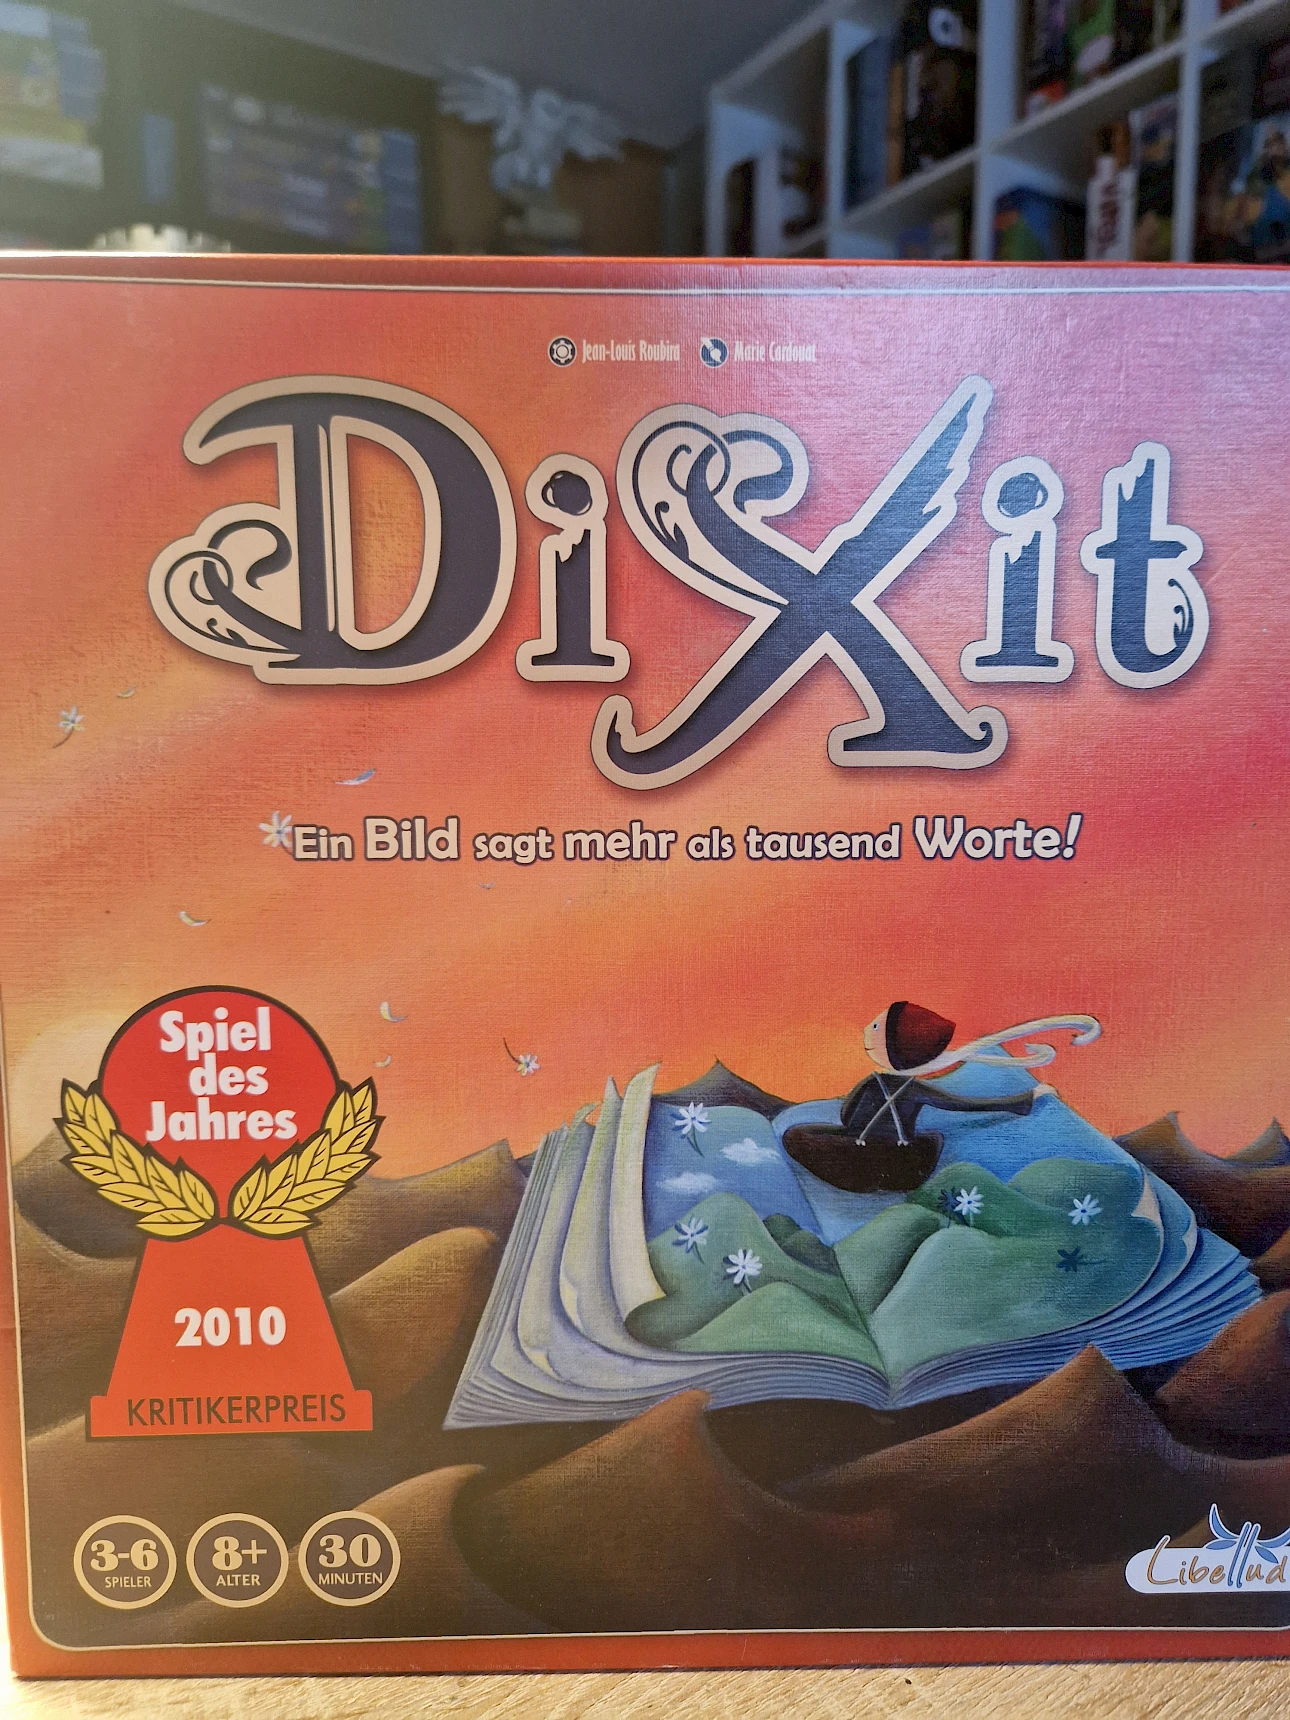 Jean-Louis Roubira Marie Cardouat
DiXit
Ein Bild sagt mehr als tausend Worte!
Spiel
des
Jahres
2010
KRITIKERPREIS
3-6 8+ 30
SPIELER ALTER MINUTEN
Libellud